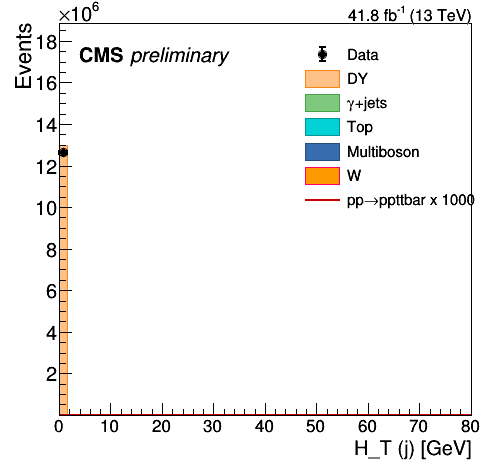 ×10⁶
41.8 fb⁻¹ (13 TeV)
Events
CMS preliminary
Data
DY
γ+jets
Top
Multiboson
W
pp→ppttbar x 1000
18
16
14
12
10
8
6
4
2
0 10 20 30 40 50 60 70 80
H_T (j) [GeV]